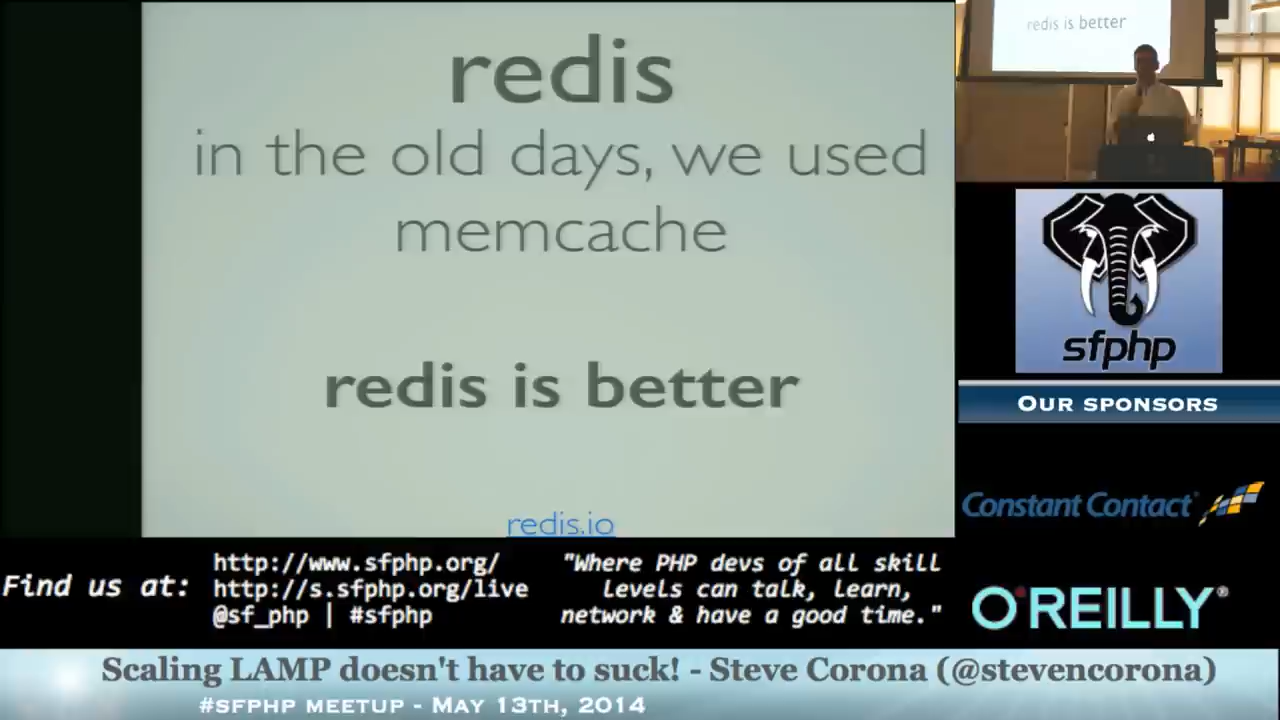 redis
in the old days, we used
memcache
redis is better
redis.io
redis is better
sfphp
Our sponsors
Constant Contact
O'REILLY®
Find us at:
http://www.sfphp.org/
http://s.sfphp.org/live
@sf_php | #sfphp
"Where PHP devs of all skill
Levels can talk, learn,
network & have a good time."
Scaling LAMP doesn't have to suck! - Steve Corona (@stevencorona)
#sfphp meetup - May 13th, 2014